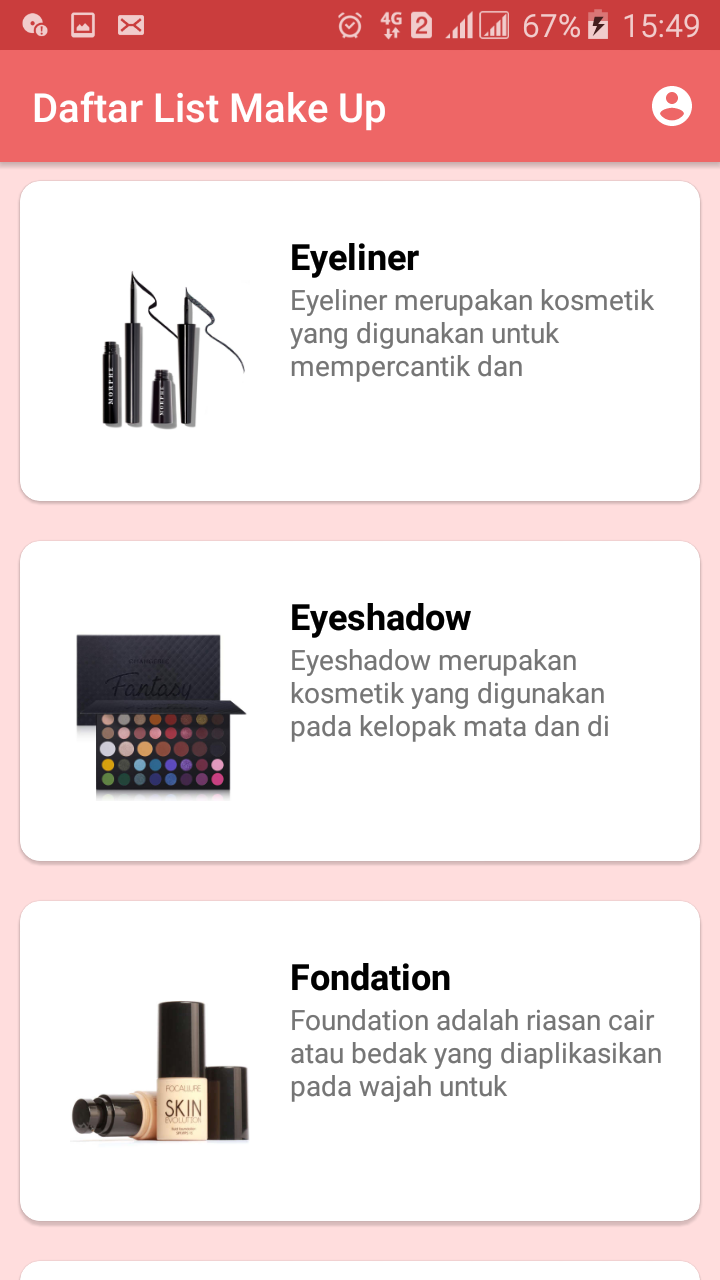 4G 2 67% 15:49
Daftar List Make Up
Eyeliner
Eyeliner merupakan kosmetik
yang digunakan untuk
mempercantik dan
MORPHE
MORPHE
Eyeshadow
Eyeshadow merupakan
kosmetik yang digunakan
pada kelopak mata dan di
Fantasy
Fondation
Foundation adalah riasan cair
atau bedak yang diaplikasikan
pada wajah untuk
FOCALLURE
SKIN
EVOLUTION